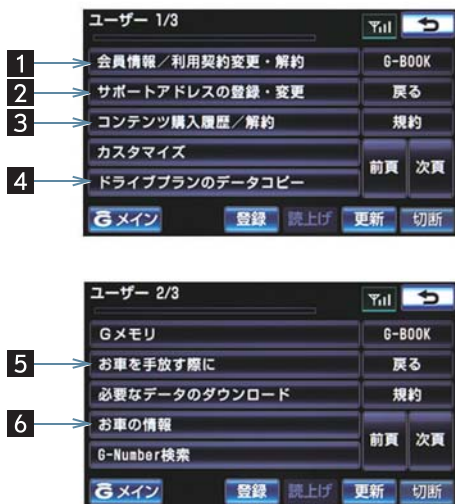 ユーザー 1/3
1 会員情報/利用契約変更・解約 G-BOOK
2 サポートアドレスの登録・変更 戻る
3 コンテンツ購入履歴/解約 規約
カスタマイズ 前頁 次頁
4 ドライブプランのデータコピー
G メイン 登録 読上げ 更新 切断
ユーザー 2/3
Gメモリ G-BOOK
5 お車を手放す際に 戻る
必要なデータのダウンロード 規約
6 お車の情報 前頁 次頁
G-Number検索
G メイン 登録 読上げ 更新 切断